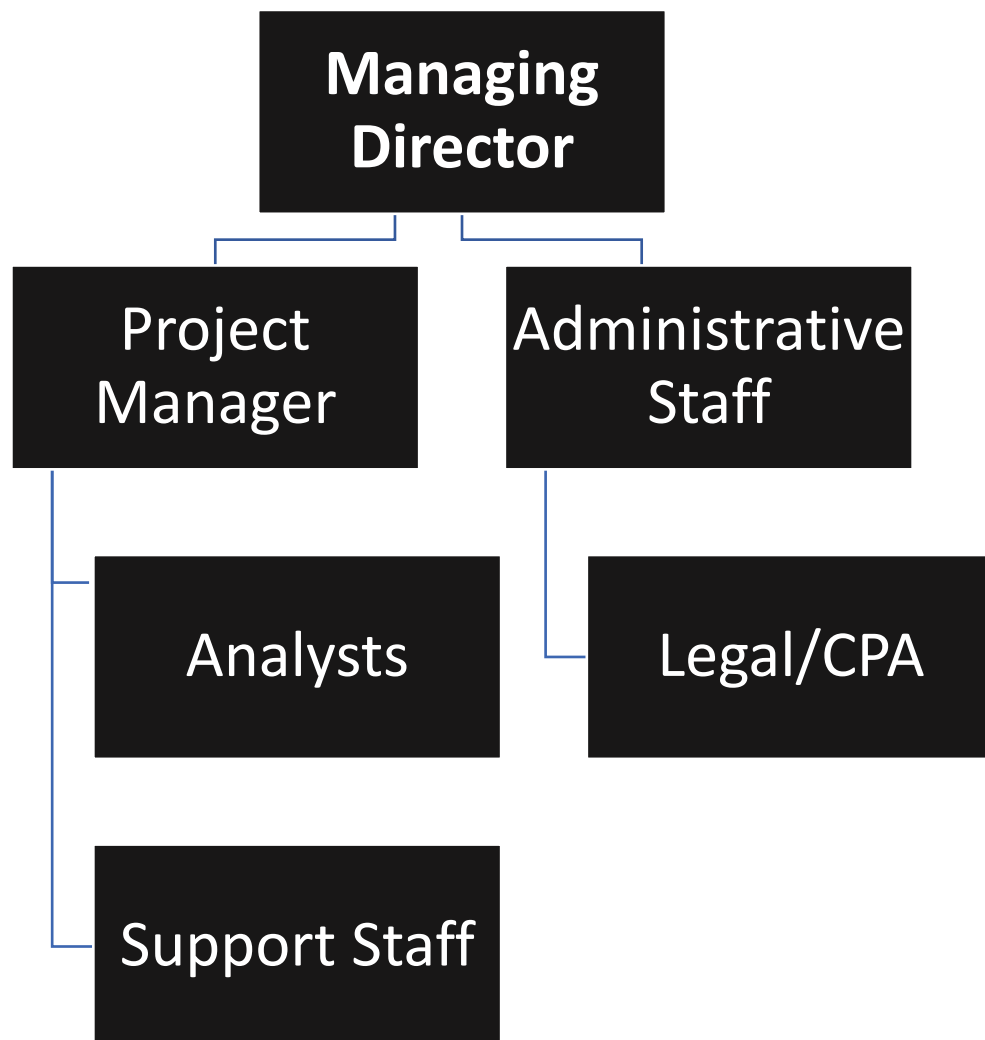 Managing
Director
Project
Manager
Administrative
Staff
Analysts
Legal/CPA
Support Staff